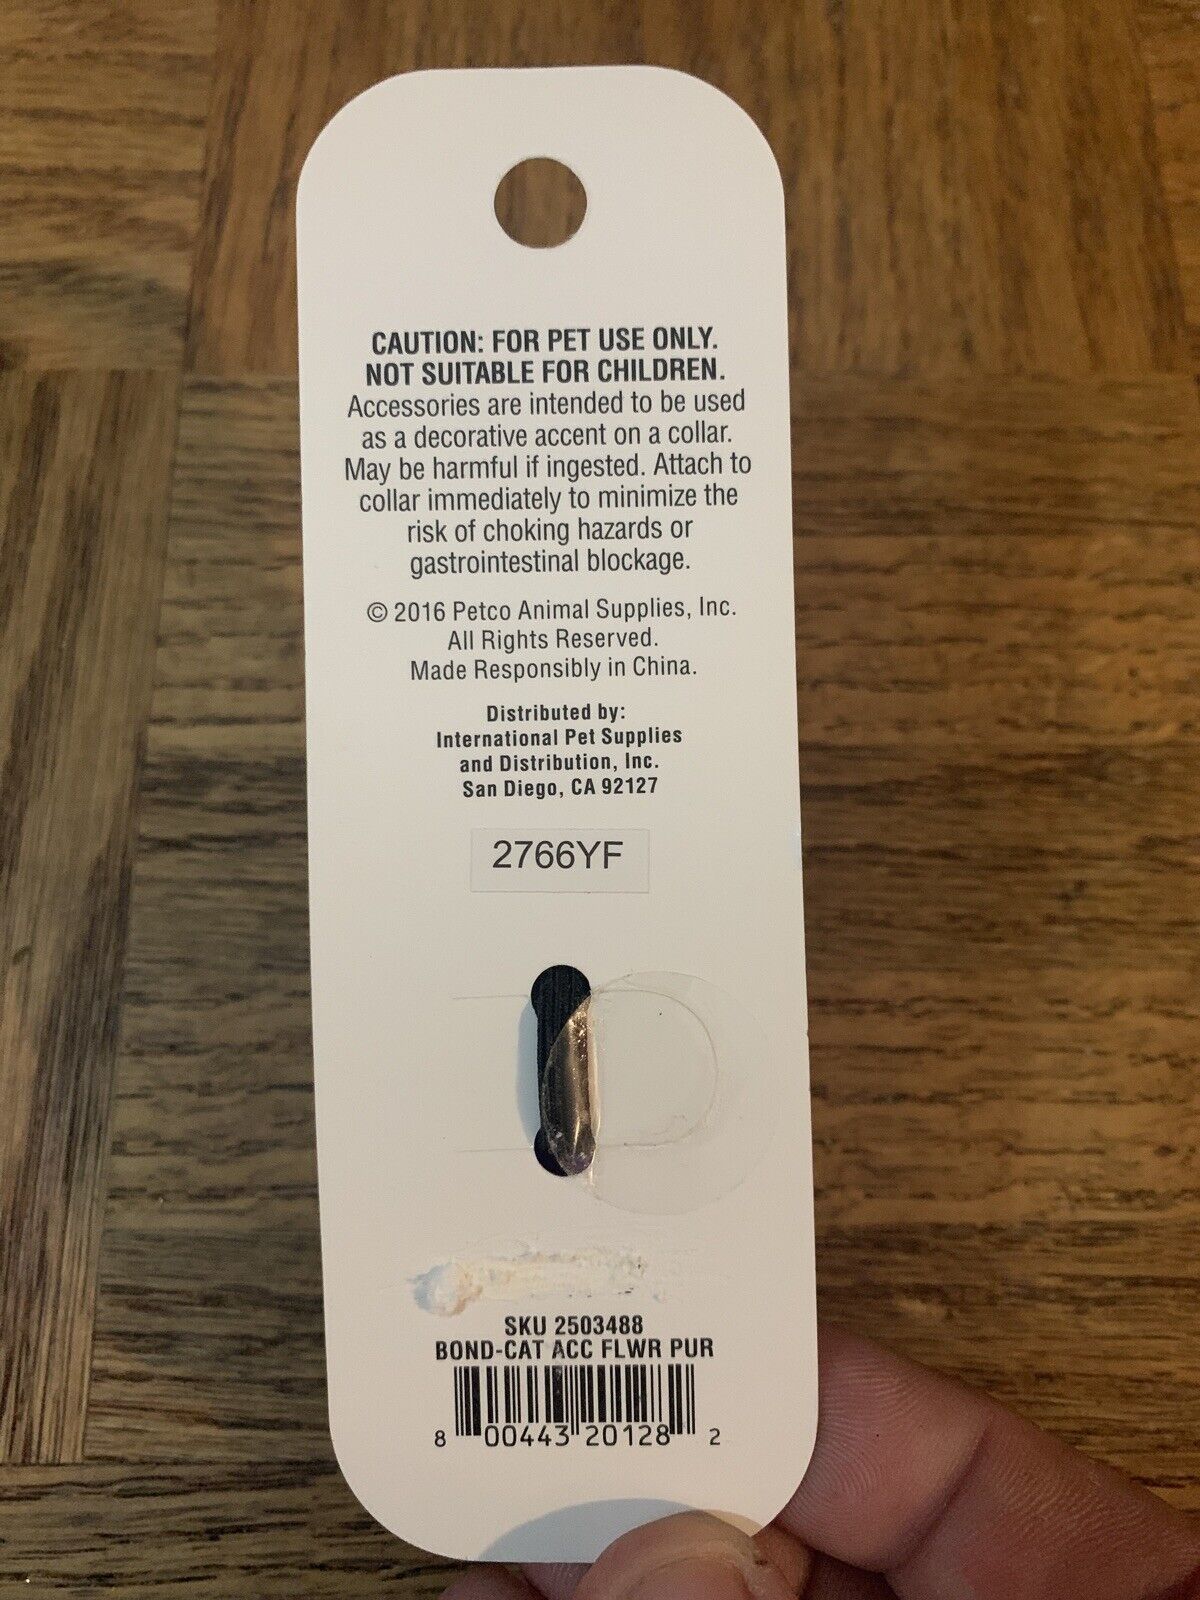 CAUTION: FOR PET USE ONLY.
NOT SUITABLE FOR CHILDREN.
Accessories are intended to be used
as a decorative accent on a collar.
May be harmful if ingested. Attach to
collar immediately to minimize the
risk of choking hazards or
gastrointestinal blockage.
© 2016 Petco Animal Supplies, Inc.
All Rights Reserved.
Made Responsibly in China.
Distributed by:
International Pet Supplies
and Distribution, Inc.
San Diego, CA 92127
2766YF
SKU 2503488
BOND-CAT ACC FLWR PUR
8 00443 20128 2